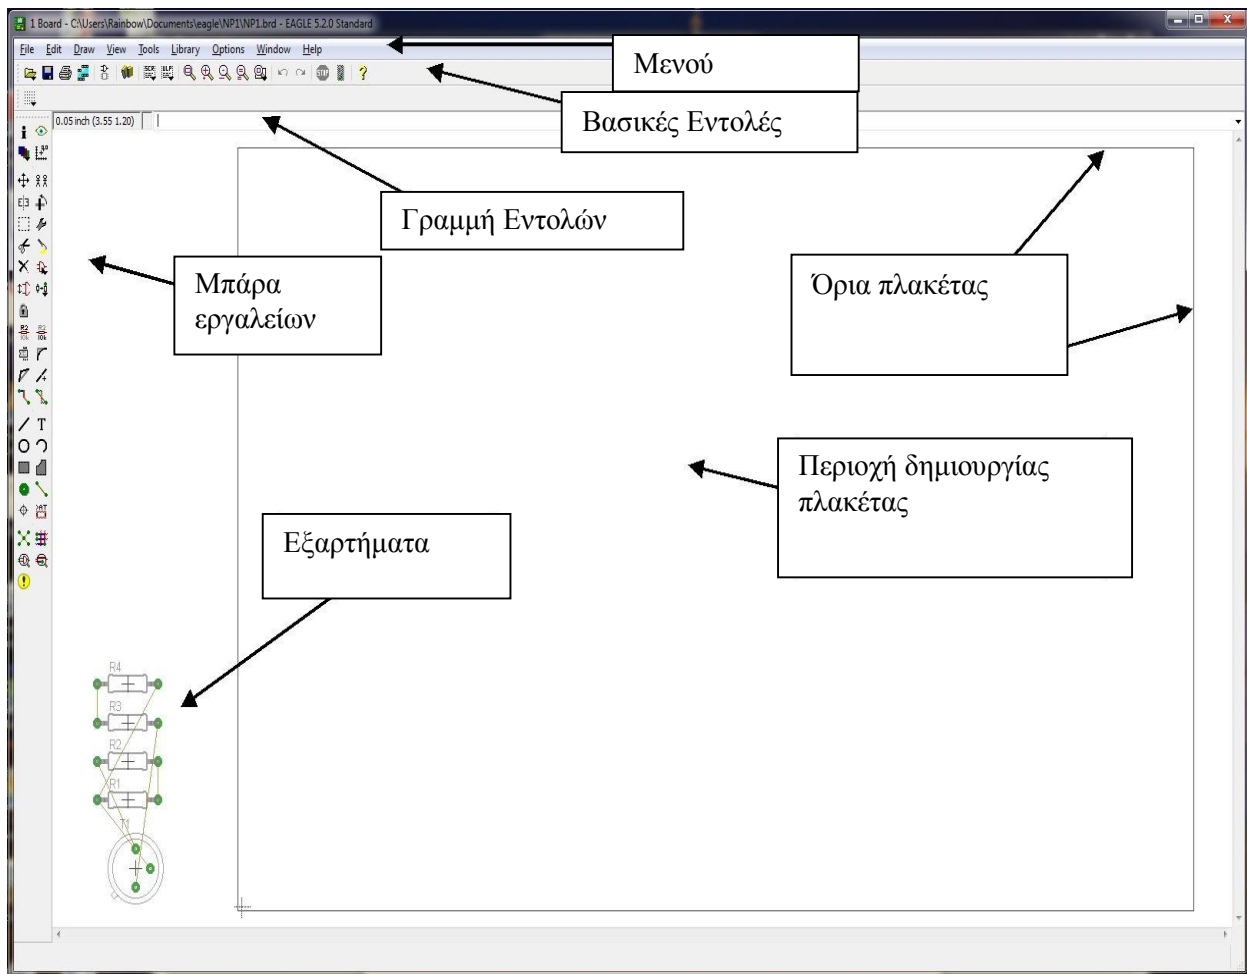 1 Board - C:\Users\Rainbow\Documents\eagle\NP1\NP1.brd - EAGLE 5.2.0 Standard
File Edit Draw View Tools Library Options Window Help
Μενού
Βασικές Εντολές
0.05 inch (3.55 1.20)
Γραμμή Εντολών
Μπάρα
εργαλείων
Όρια πλακέτας
Περιοχή δημιουργίας
πλακέτας
Εξαρτήματα
R4
R3
R2
R1
T1